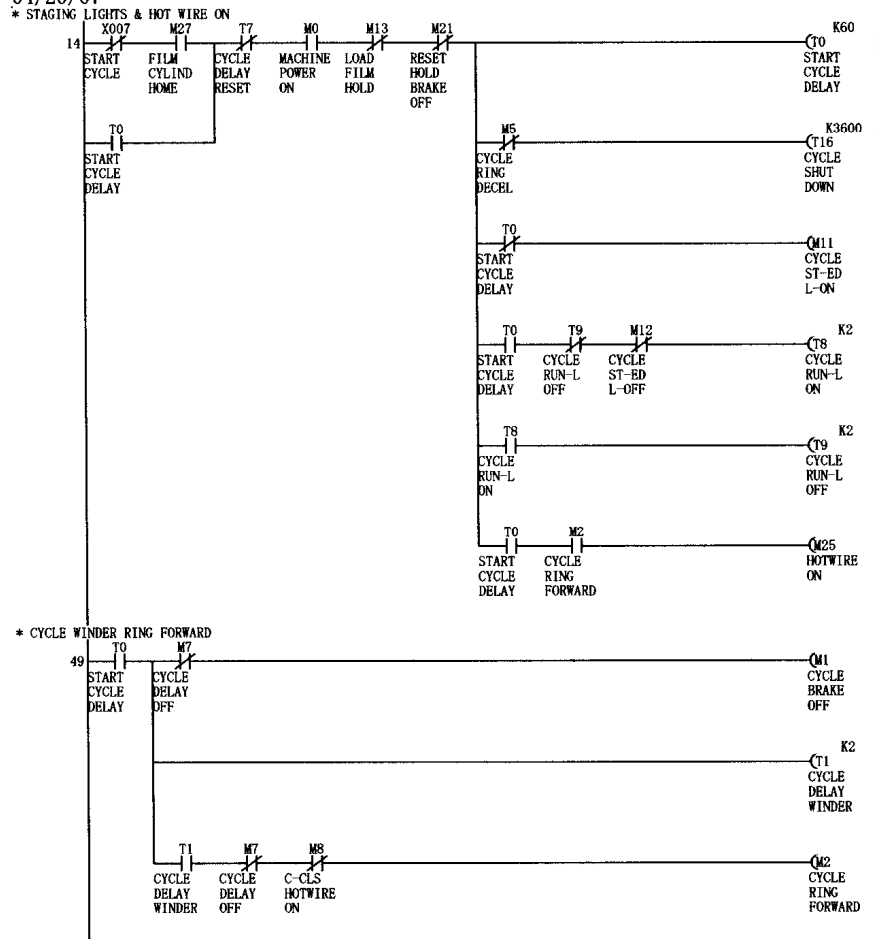 * STAGING LIGHTS & HOT WIRE ON
K60
X007 M27 T7 M0 M13 M21
14 (T0
START FILM CYCLE MACHINE LOAD RESET START
CYCLE CYLIND DELAY POWER FILM HOLD CYCLE
HOME RESET ON HOLD BRAKE DELAY
OFF
T0 M5 K3600
(T16
START CYCLE CYCLE
CYCLE RING SHUT
DELAY DECEL DOWN
T0
(M11
START CYCLE
CYCLE ST-ED
DELAY L-ON
T0 T9 M12 K2
(T8
START CYCLE CYCLE CYCLE
CYCLE RUN-L ST-ED RUN-L
DELAY OFF L-OFF ON
T8 K2
(T9
CYCLE CYCLE
RUN-L RUN-L
ON OFF
T0 M2
(M25
START CYCLE HOTWIRE
CYCLE RING ON
DELAY FORWARD
* CYCLE WINDER RING FORWARD
T0 M7
49 (M1
START CYCLE CYCLE
CYCLE DELAY BRAKE
DELAY OFF OFF
K2
(T1
CYCLE
DELAY
WINDER
T1 M7 M8
(M2
CYCLE CYCLE C-CLS CYCLE
DELAY DELAY HOTWIRE RING
WINDER OFF ON FORWARD